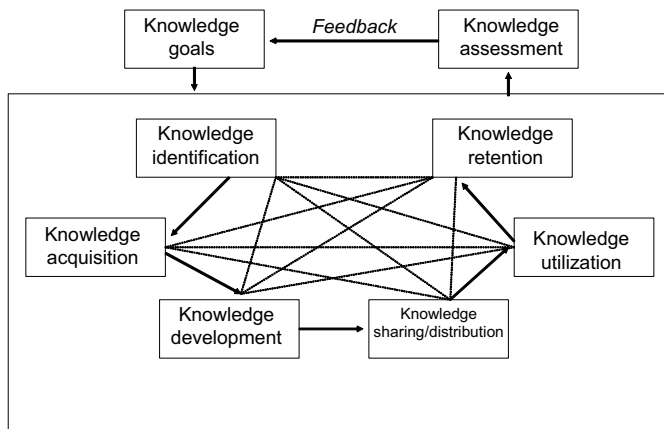 Knowledge
goals
Feedback
Knowledge
assessment
Knowledge
identification
Knowledge
retention
Knowledge
acquisition
Knowledge
utilization
Knowledge
development
Knowledge
sharing/distribution